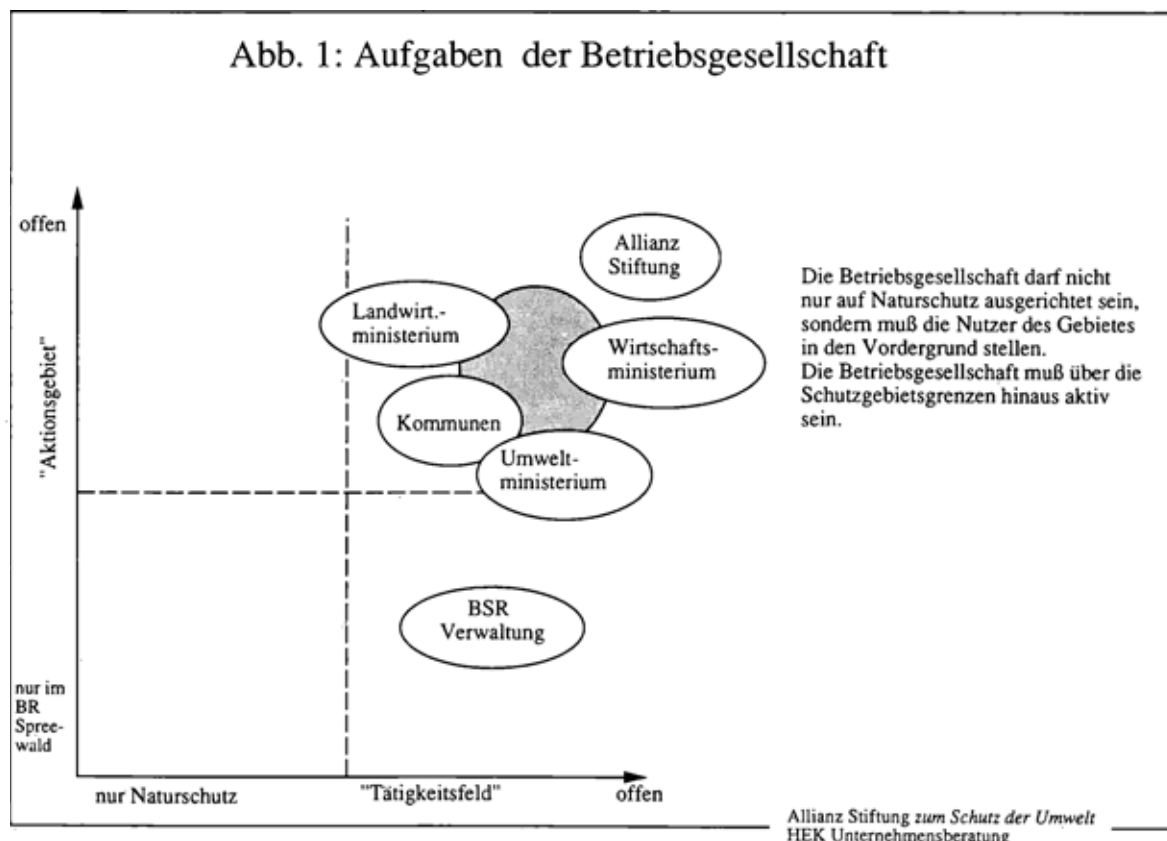 Abb. 1: Aufgaben der Betriebsgesellschaft
offen
"Aktionsgebiet"
nur im
BR
Spree-
wald
Allianz
Stiftung
Landwirt.-
ministerium
Wirtschafts-
ministerium
Kommunen
Umwelt-
ministerium
BSR
Verwaltung
Die Betriebsgesellschaft darf nicht
nur auf Naturschutz ausgerichtet sein,
sondern muß die Nutzer des Gebietes
in den Vordergrund stellen.
Die Betriebsgesellschaft muß über die
Schutzgebietsgrenzen hinaus aktiv
sein.
nur Naturschutz
"Tätigkeitsfeld"
offen
Allianz Stiftung zum Schutz der Umwelt
HEK Unternehmensberatung